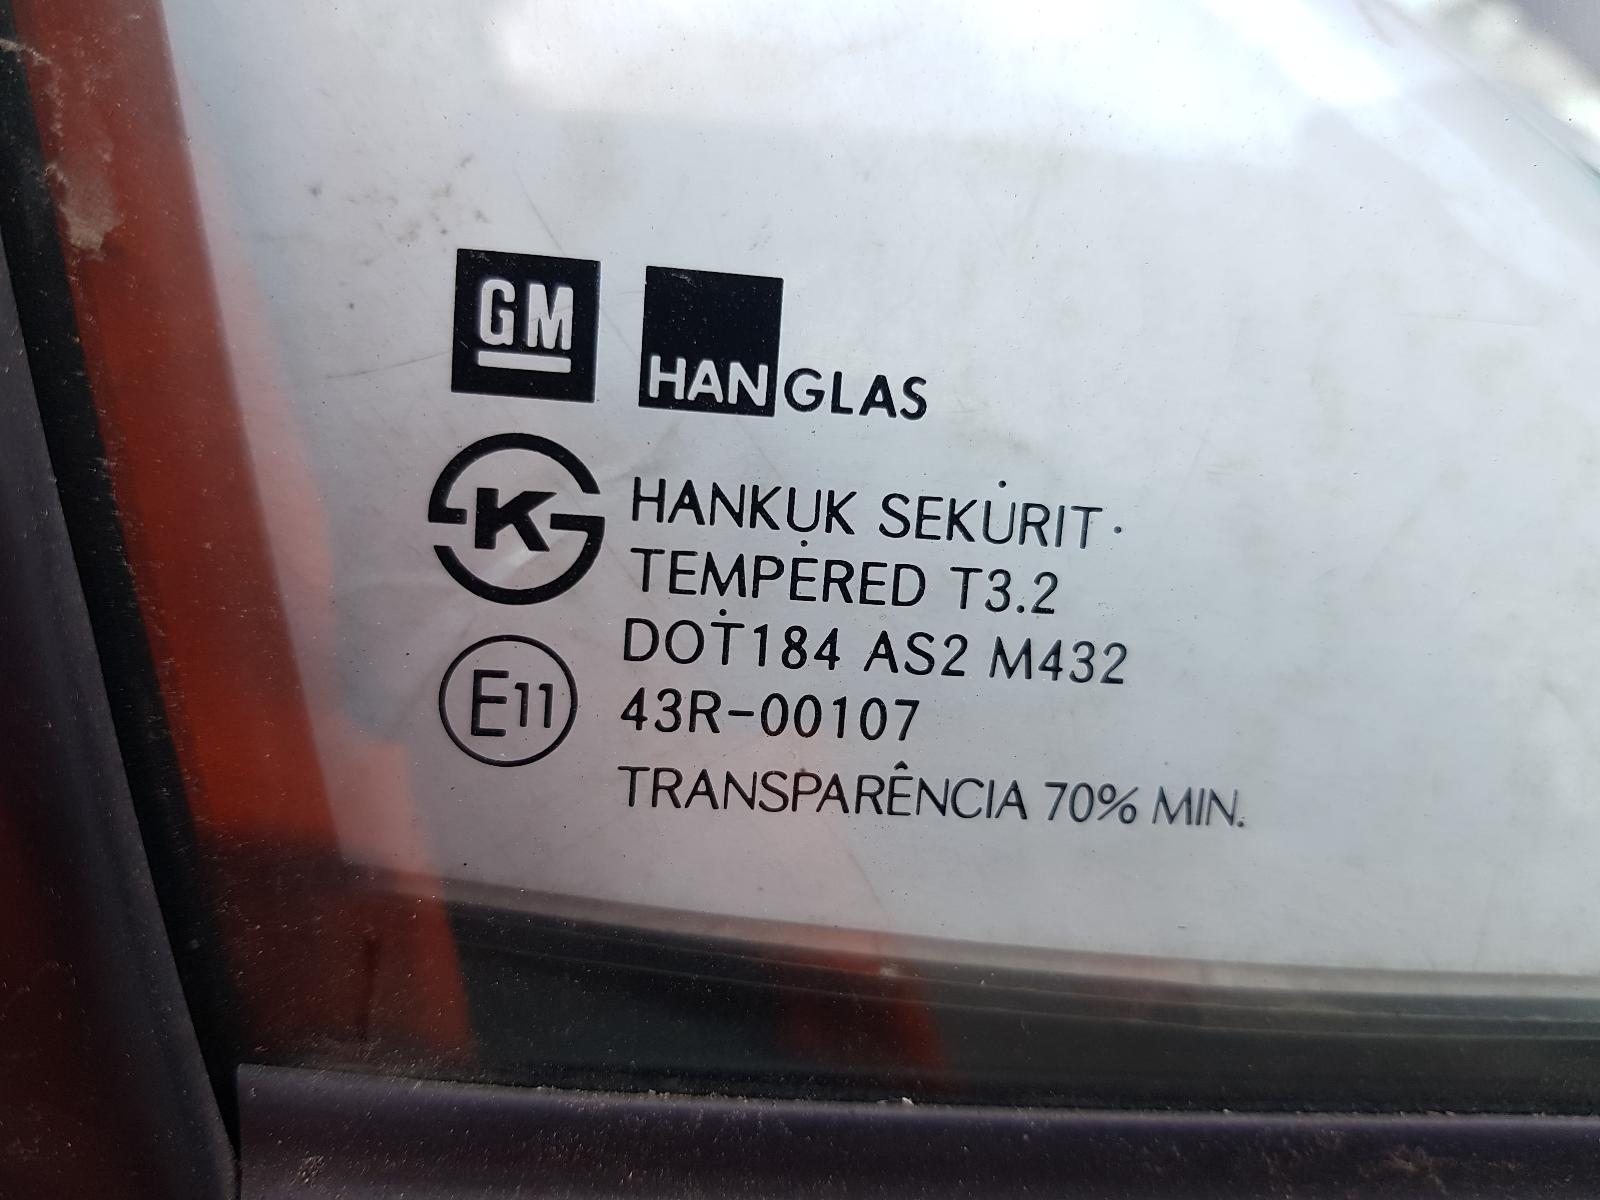 GM HANGLAS
K HANKUK SEKURIT
TEMPERED T3.2
DOT184 AS2 M432
E11 43R-00107
TRANSPARÊNCIA 70% MIN.